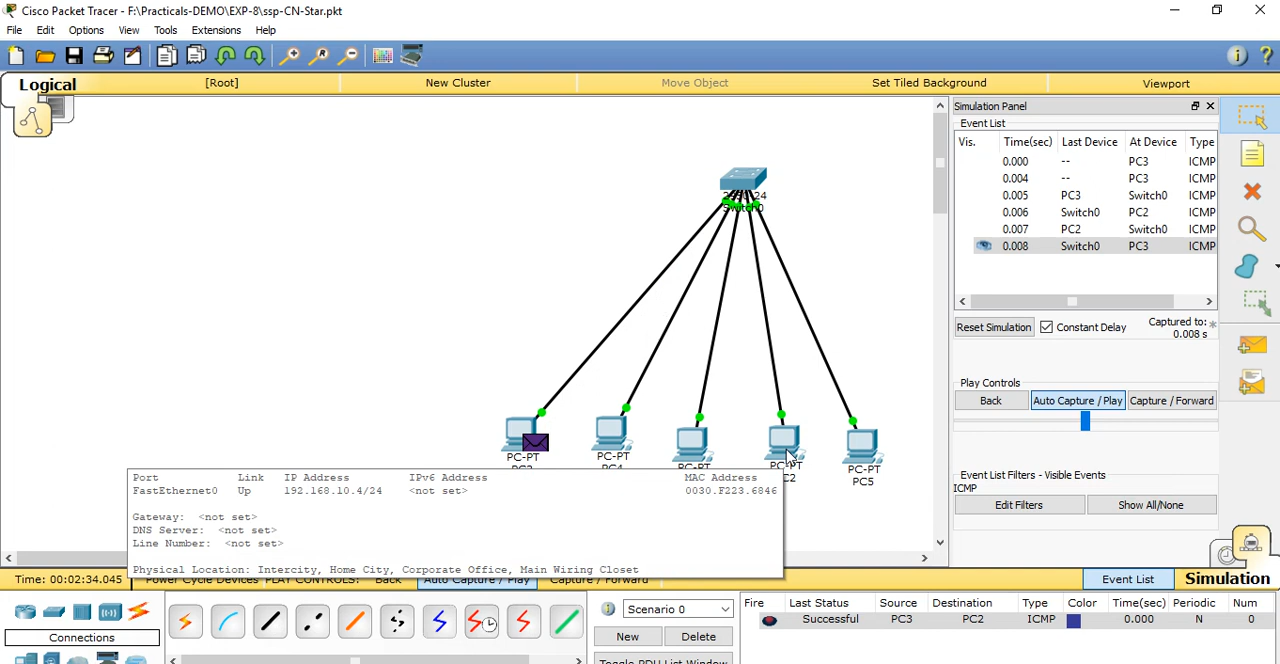 Cisco Packet Tracer - F:\Practicals-DEMO\EXP-8\ssp-CN-Star.pkt
File Edit Options View Tools Extensions Help
Logical [Root] New Cluster Move Object Set Tiled Background Viewport
Simulation Panel
Event List
Vis. Time(sec) Last Device At Device Type
0.000 -- PC3 ICMP
0.004 -- PC3 ICMP
0.005 PC3 Switch0 ICMP
0.006 Switch0 PC2 ICMP
0.007 PC2 Switch0 ICMP
0.008 Switch0 PC3 ICMP
Reset Simulation Constant Delay Captured to: *
0.008 s
Play Controls
Back Auto Capture / Play Capture / Forward
Event List Filters - Visible Events
ICMP
Edit Filters Show All/None
Switch0
PC-PT
PC-PT
PC-PT
PC-PT
PC-PT
PC5
Port Link IP Address IPv6 Address MAC Address
FastEthernet0 Up 192.168.10.4/24 <not set> 0030.F223.6846
Gateway: <not set>
DNS Server: <not set>
Line Number: <not set>
Physical Location: Intercity, Home City, Corporate Office, Main Wiring Closet
Time: 00:02:34.045 Power Cycle Devices PLAY CONTROLS: Back Auto Capture / Play Capture / Forward Event List Simulation
Connections
Scenario 0
New Delete
Toggle PDU List Window
Fire Last Status Source Destination Type Color Time(sec) Periodic Num
Successful PC3 PC2 ICMP 0.000 N 0